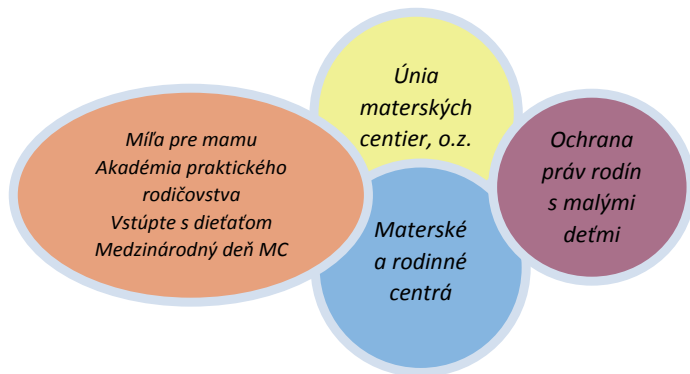 Míľa pre mamu
Akadémia praktického
rodičovstva
Vstúpte s dieťaťom
Medzinárodný deň MC
Únia
materských
centier, o.z.
Materské
a rodinné
centrá
Ochrana
práv rodín
s malými
deťmi